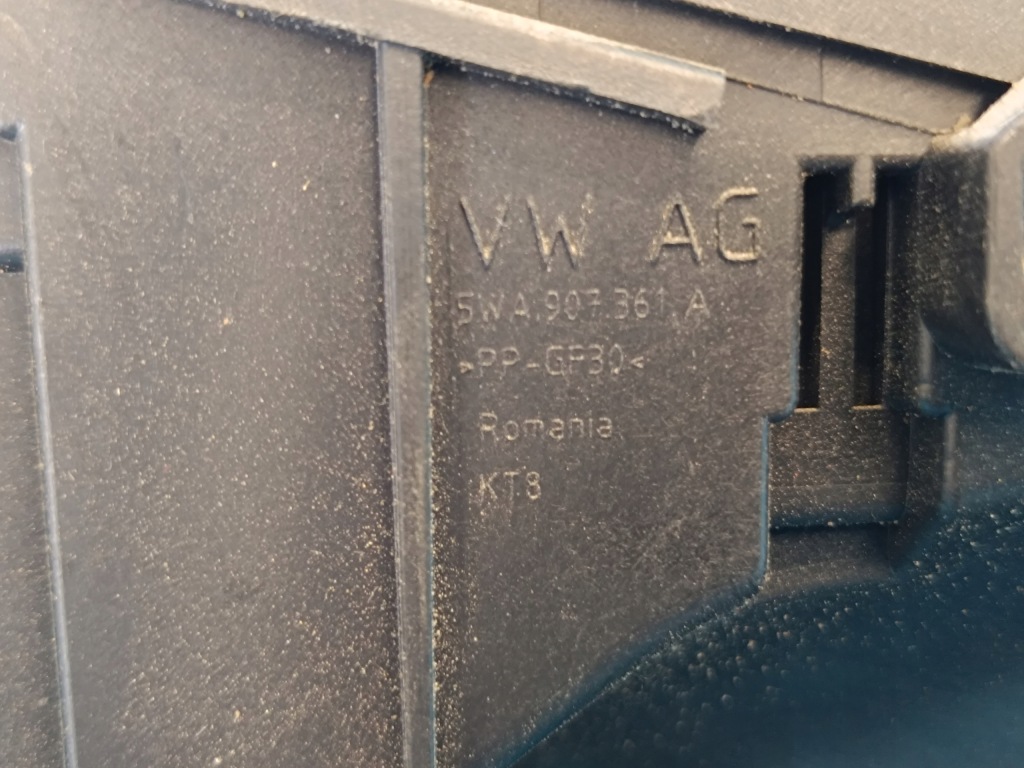 VW AG
5WA.907.361 A
>PP-GF30<
Romania
KT8